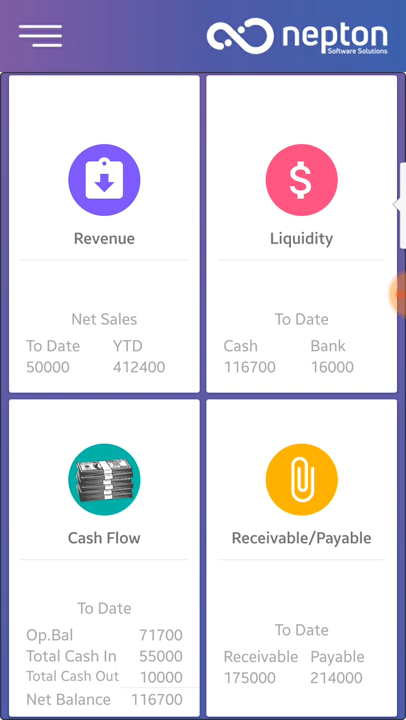 nepton
Software Solutions
Revenue
Net Sales
To Date YTD
50000 412400
Liquidity
To Date
Cash Bank
116700 16000
Cash Flow
To Date
Op.Bal 71700
Total Cash In 55000
Total Cash Out 10000
Net Balance 116700
Receivable/Payable
To Date
Receivable Payable
175000 214000